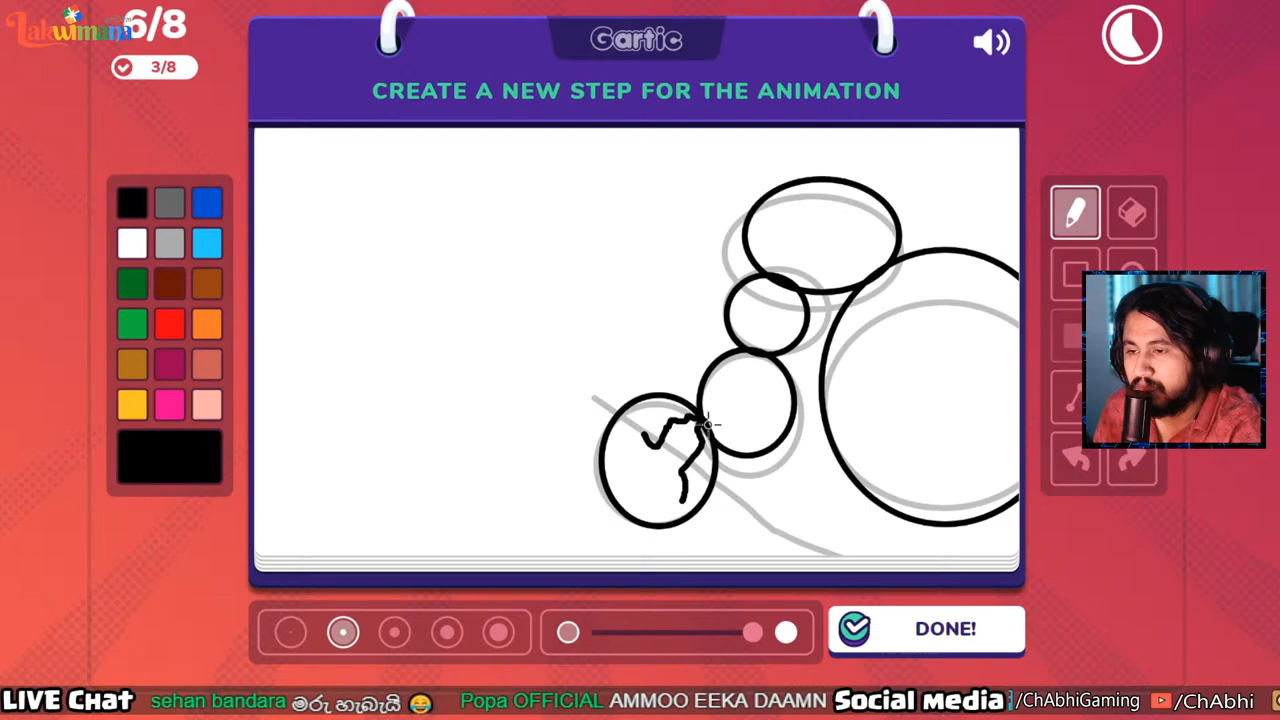 Lakwimana
6/8
3/8
Gartic
CREATE A NEW STEP FOR THE ANIMATION
DONE!
LIVE Chat sehan bandara මරු හැබැයි 😂 Popa OFFICIAL AMMOO EEKA DAAMN Social Media /ChAbhiGaming /ChAbhi